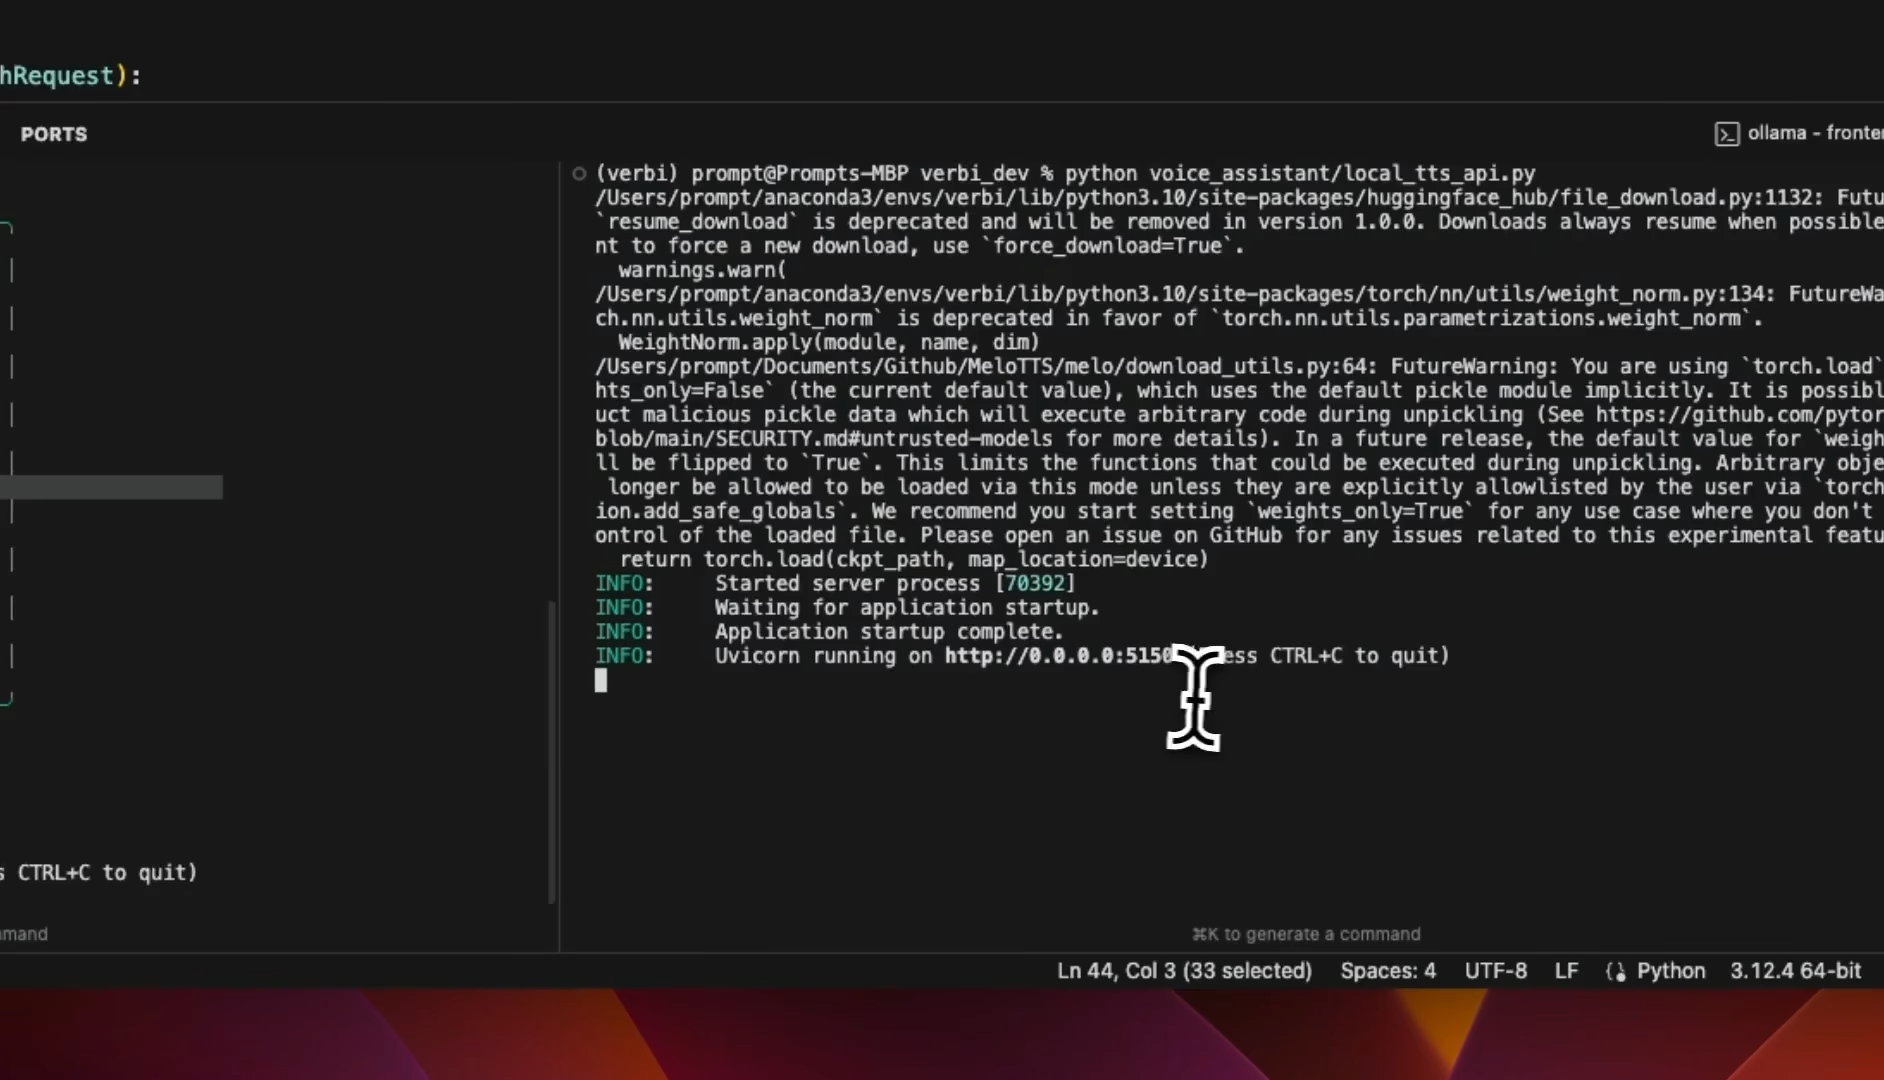 hRequest):
PORTS
ollama - fronte
(verbi) prompt@Prompts-MBP verbi_dev % python voice_assistant/local_tts_api.py
/Users/prompt/anaconda3/envs/verbi/lib/python3.10/site-packages/huggingface_hub/file_download.py:1132: Futu
`resume_download` is deprecated and will be removed in version 1.0.0. Downloads always resume when possible
nt to force a new download, use `force_download=True`.
warnings.warn(
/Users/prompt/anaconda3/envs/verbi/lib/python3.10/site-packages/torch/nn/utils/weight_norm.py:134: FutureWa
ch.nn.utils.weight_norm` is deprecated in favor of `torch.nn.utils.parametrizations.weight_norm`.
WeightNorm.apply(module, name, dim)
/Users/prompt/Documents/Github/MeloTTS/melo/download_utils.py:64: FutureWarning: You are using `torch.load`
hts_only=False` (the current default value), which uses the default pickle module implicitly. It is possibl
uct malicious pickle data which will execute arbitrary code during unpickling (See https://github.com/pytor
blob/main/SECURITY.md#untrusted-models for more details). In a future release, the default value for `weigh
ll be flipped to `True`. This limits the functions that could be executed during unpickling. Arbitrary obje
longer be allowed to be loaded via this mode unless they are explicitly allowlisted by the user via `torch
ion.add_safe_globals`. We recommend you start setting `weights_only=True` for any use case where you don't
ontrol of the loaded file. Please open an issue on GitHub for any issues related to this experimental featu
return torch.load(ckpt_path, map_location=device)
INFO: Started server process [70392]
INFO: Waiting for application startup.
INFO: Application startup complete.
INFO: Uvicorn running on http://0.0.0.0:5150 ess CTRL+C to quit)
s CTRL+C to quit)
mmand
⌘K to generate a command
Ln 44, Col 3 (33 selected) Spaces: 4 UTF-8 LF Python 3.12.4 64-bit